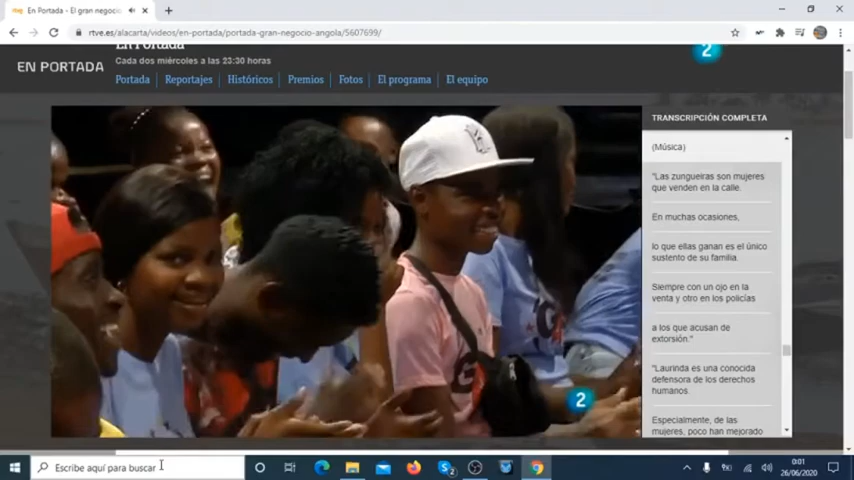 En Portada - El gran negocio
rtve.es/alacarta/videos/en-portada/portada-gran-negocio-angola/5607699/
En Portada
EN PORTADA
Cada dos miércoles a las 23:30 horas
2
Portada Reportajes Históricos Premios Fotos El programa El equipo
TRANSCRIPCIÓN COMPLETA
(Música)
"Las zungueiras son mujeres
que venden en la calle.
En muchas ocasiones,
lo que ellas ganan es el único
sustento de su familia.
Siempre con un ojo en la
venta y otro en los policías
a los que acusan de
extorsión."
"Laurinda es una conocida
defensora de los derechos
humanos.
Especialmente, de las
mujeres, poco han mejorado
2
Escribe aquí para buscar
0:01
26/06/2020